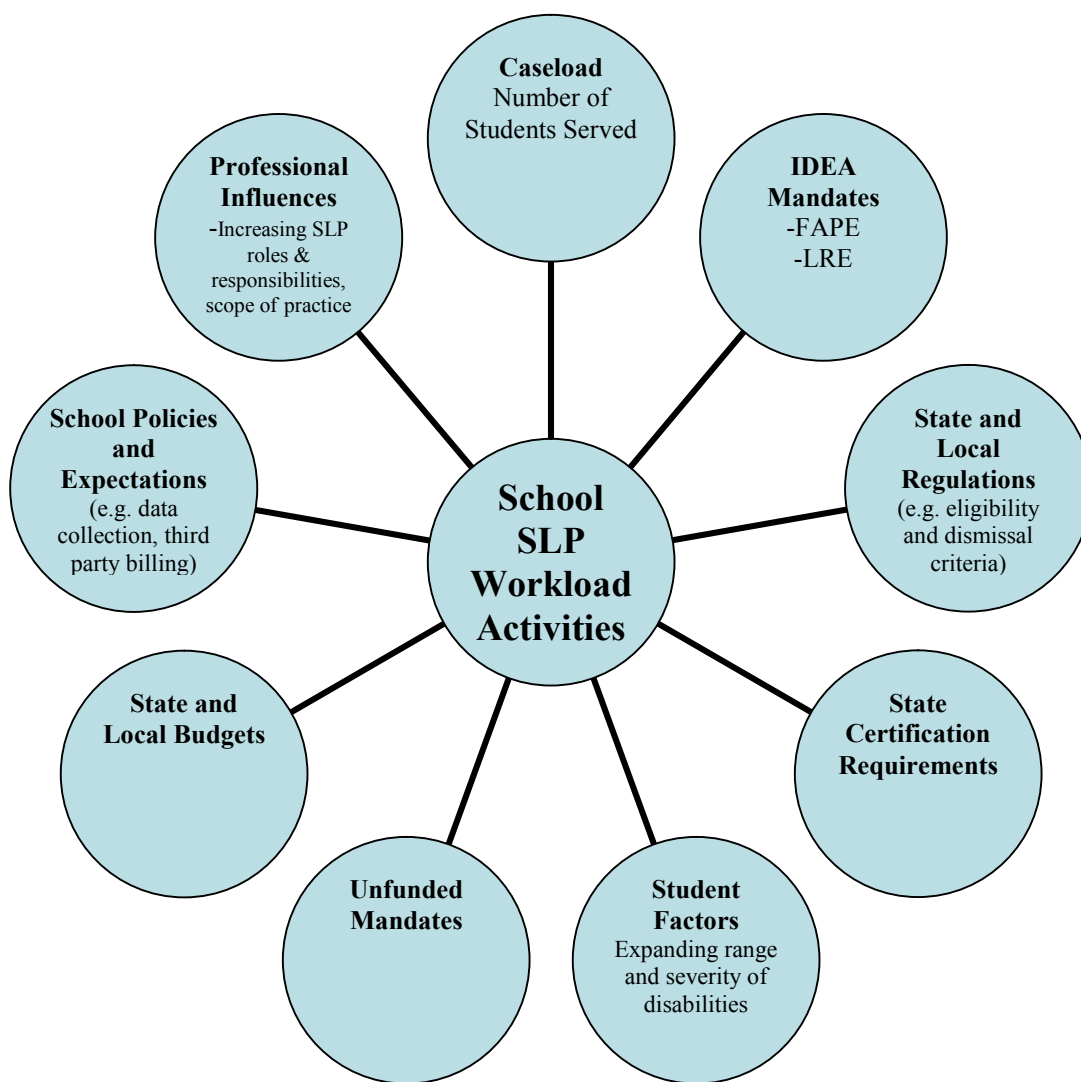 Caseload
Number of
Students Served
IDEA
Mandates
-FAPE
-LRE
State and
Local
Regulations
(e.g. eligibility
and dismissal
criteria)
State
Certification
Requirements
Student
Factors
Expanding range
and severity of
disabilities
Unfunded
Mandates
State and
Local Budgets
School Policies
and
Expectations
(e.g. data
collection, third
party billing)
Professional
Influences
-Increasing SLP
roles &
responsibilities,
scope of practice
School
SLP
Workload
Activities